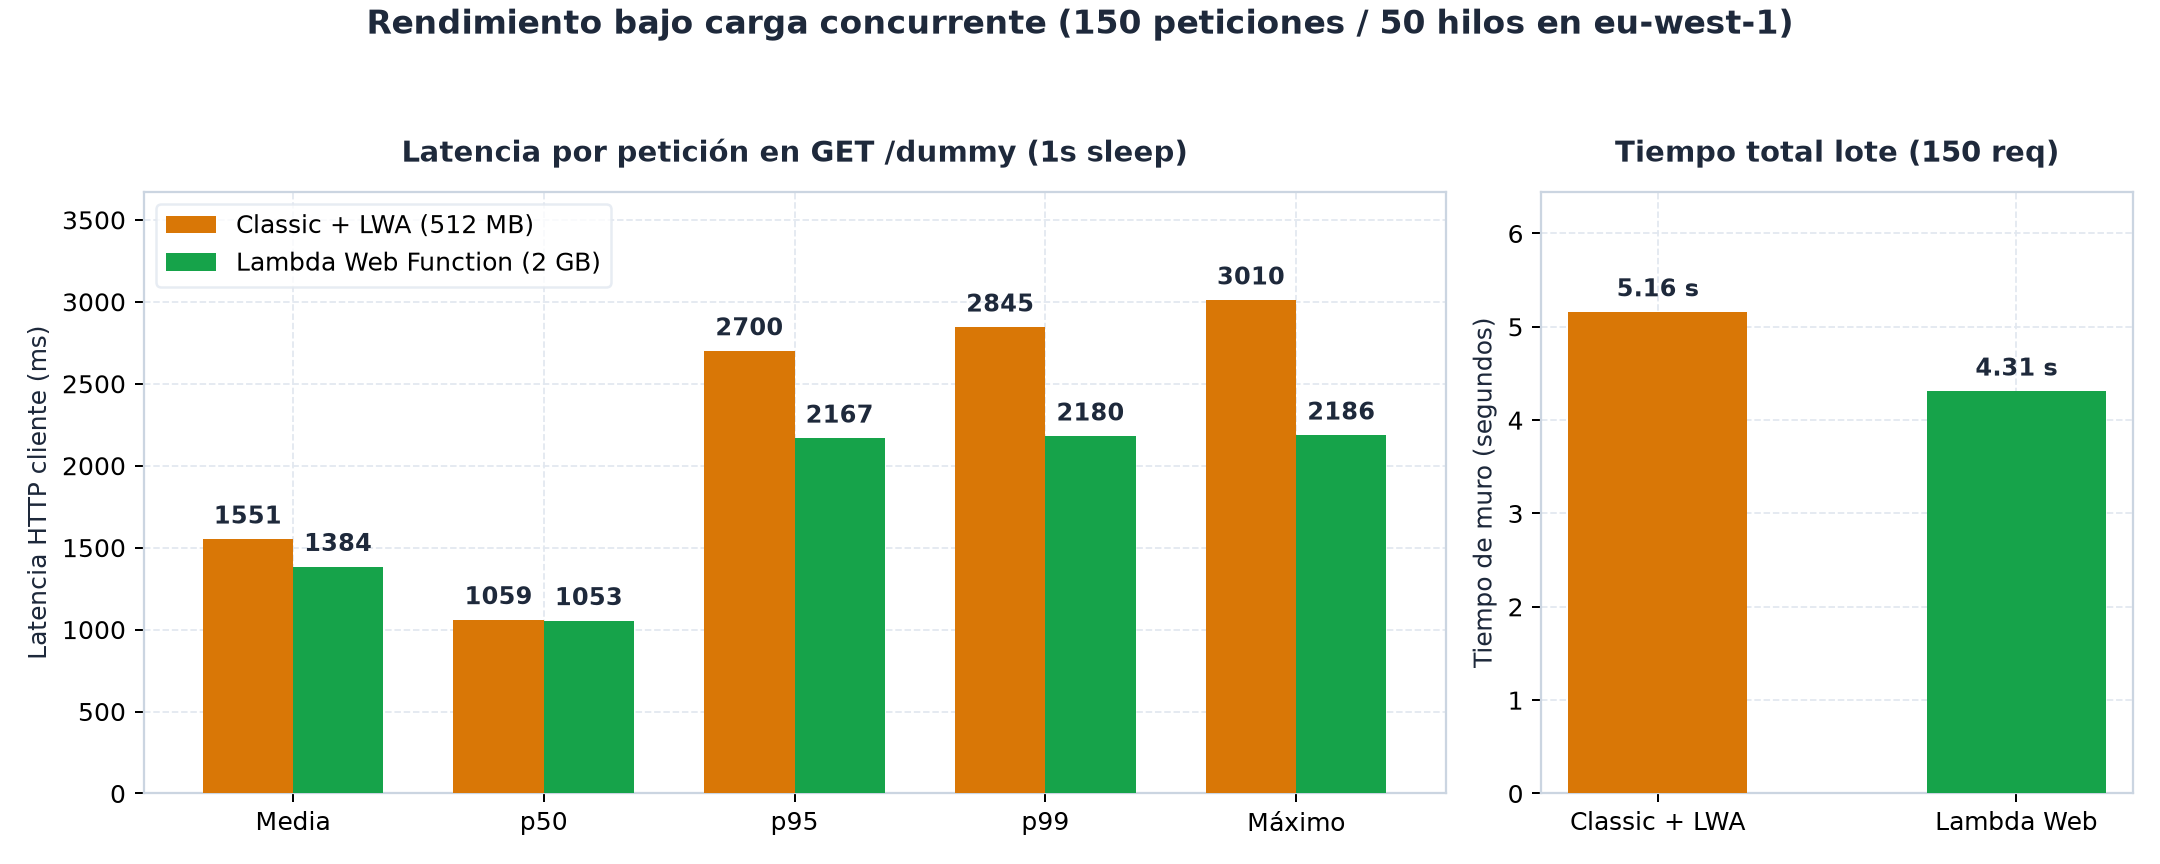 Rendimiento bajo carga concurrente (150 peticiones / 50 hilos en eu-west-1)
Latencia por petición en GET /dummy (1s sleep)
Latencia HTTP cliente (ms)
3500
3000
2500
2000
1500
1000
500
0
Classic + LWA (512 MB)
Lambda Web Function (2 GB)
1551
1384
1059
1053
2700
2167
2845
2180
3010
2186
Media
p50
p95
p99
Máximo
Tiempo total lote (150 req)
Tiempo de muro (segundos)
6
5
4
3
2
1
0
5.16 s
4.31 s
Classic + LWA
Lambda Web